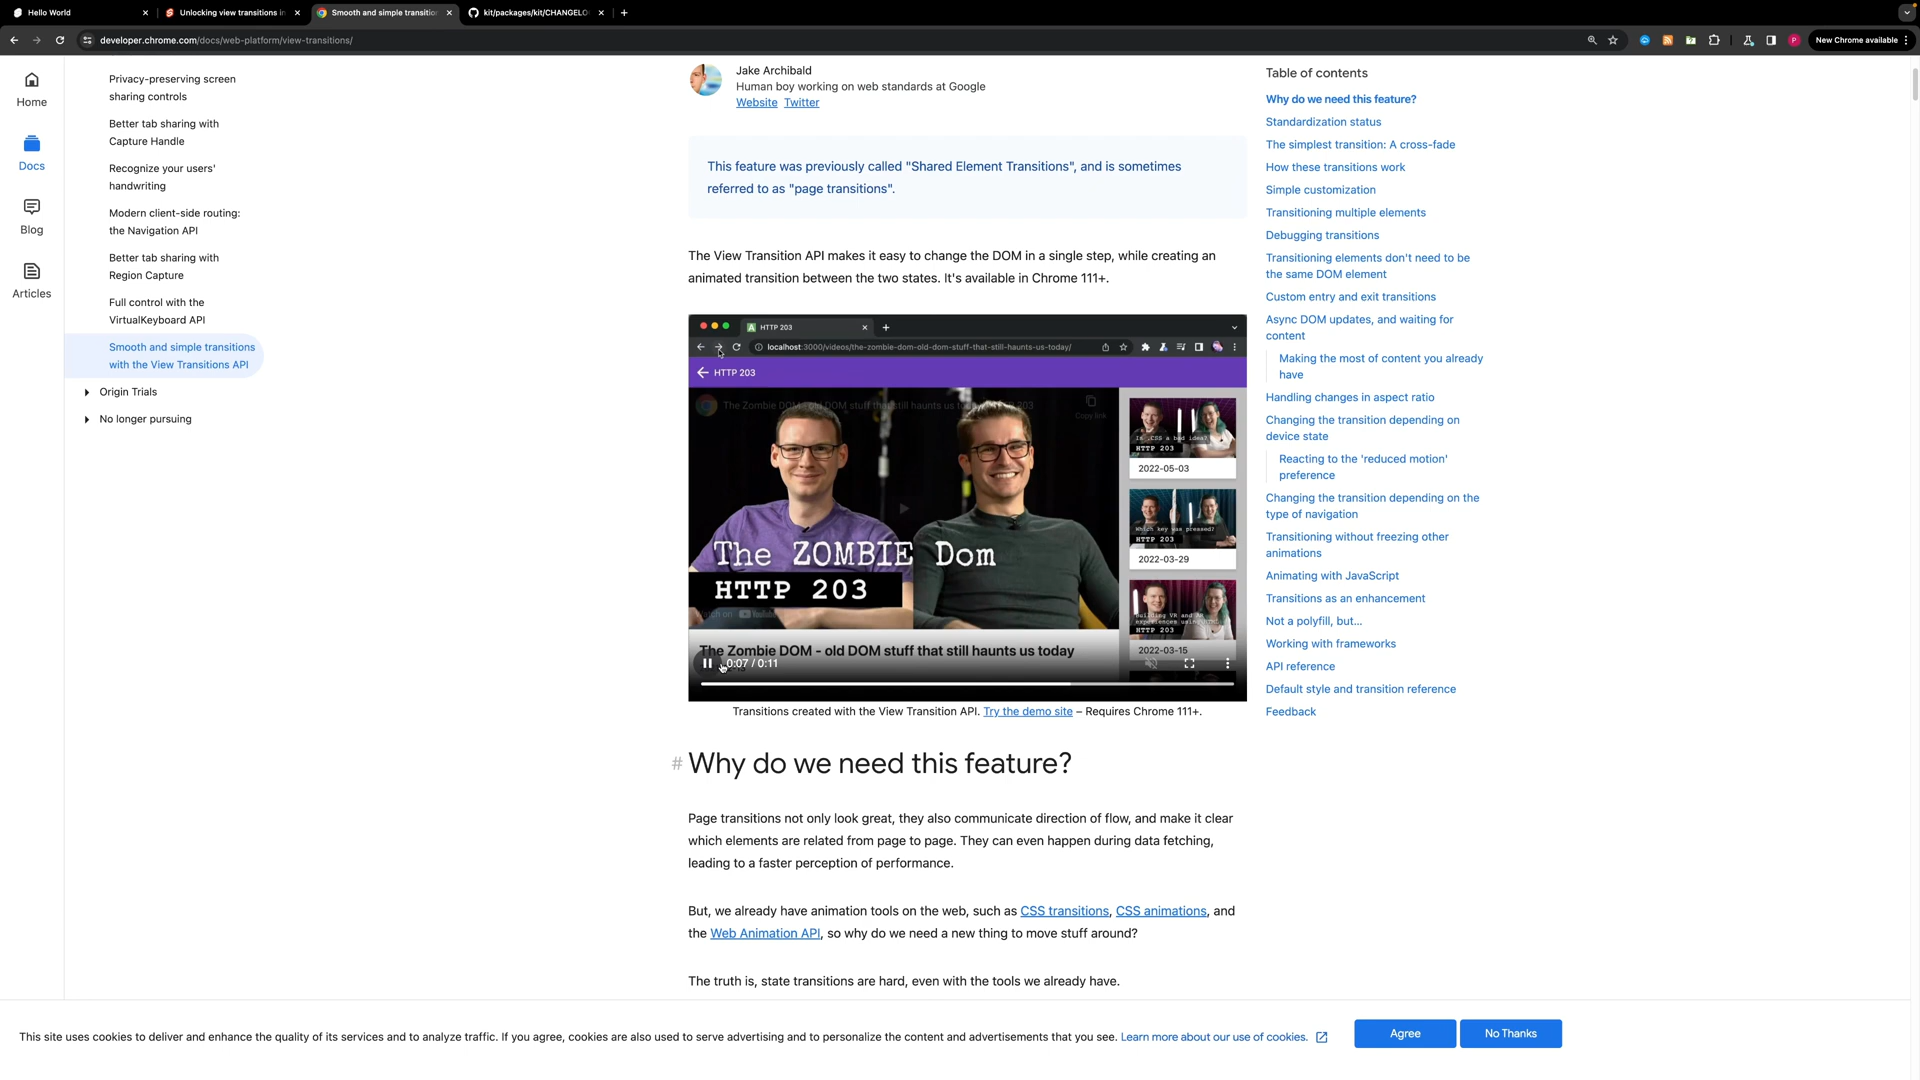 Hello World
Unlocking view transitions in
Smooth and simple transition
kit/packages/kit/CHANGELO
developer.chrome.com/docs/web-platform/view-transitions/
New Chrome available
Home
Docs
Blog
Articles
Privacy-preserving screen
sharing controls
Better tab sharing with
Capture Handle
Recognize your users'
handwriting
Modern client-side routing:
the Navigation API
Better tab sharing with
Region Capture
Full control with the
VirtualKeyboard API
Smooth and simple transitions
with the View Transitions API
Origin Trials
No longer pursuing
Jake Archibald
Human boy working on web standards at Google
Website Twitter
This feature was previously called "Shared Element Transitions", and is sometimes
referred to as "page transitions".
The View Transition API makes it easy to change the DOM in a single step, while creating an
animated transition between the two states. It's available in Chrome 111+.
HTTP 203
localhost:3000/videos/the-zombie-dom-old-dom-stuff-that-still-haunts-us-today/
HTTP 203
The Zombie DOM - old DOM stuff that still haunts us
Copy link
The ZOMBIE Dom
HTTP 203
The Zombie DOM - old DOM stuff that still haunts us today
0:07 / 0:11
HTTP 203
2022-05-03
Which key was pressed?
HTTP 203
2022-03-29
HTTP 203
2022-03-15
Transitions created with the View Transition API. Try the demo site – Requires Chrome 111+.
# Why do we need this feature?
Page transitions not only look great, they also communicate direction of flow, and make it clear
which elements are related from page to page. They can even happen during data fetching,
leading to a faster perception of performance.
But, we already have animation tools on the web, such as CSS transitions, CSS animations, and
the Web Animation API, so why do we need a new thing to move stuff around?
The truth is, state transitions are hard, even with the tools we already have.
Table of contents
Why do we need this feature?
Standardization status
The simplest transition: A cross-fade
How these transitions work
Simple customization
Transitioning multiple elements
Debugging transitions
Transitioning elements don't need to be
the same DOM element
Custom entry and exit transitions
Async DOM updates, and waiting for
content
Making the most of content you already
have
Handling changes in aspect ratio
Changing the transition depending on
device state
Reacting to the 'reduced motion'
preference
Changing the transition depending on the
type of navigation
Transitioning without freezing other
animations
Animating with JavaScript
Transitions as an enhancement
Not a polyfill, but...
Working with frameworks
API reference
Default style and transition reference
Feedback
This site uses cookies to deliver and enhance the quality of its services and to analyze traffic. If you agree, cookies are also used to serve advertising and to personalize the content and advertisements that you see. Learn more about our use of cookies.
Agree
No Thanks